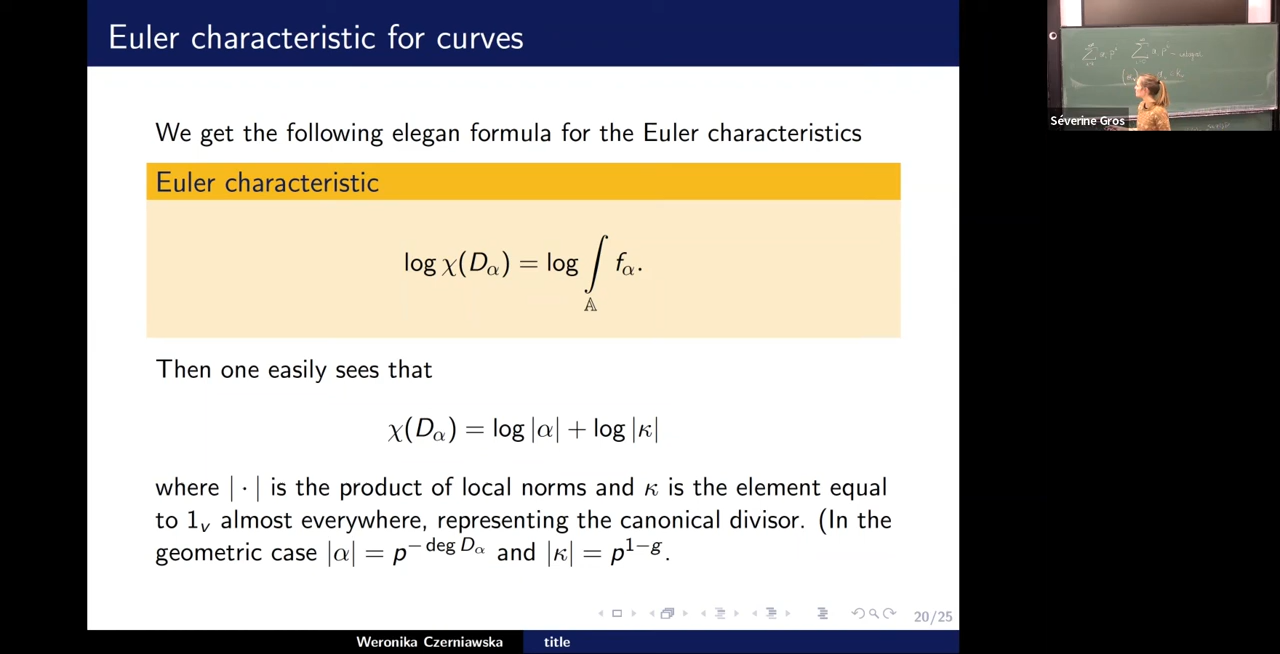 Euler characteristic for curves
We get the following elegan formula for the Euler characteristics
Euler characteristic
log χ(D_α) = log ∫_𝔸 f_α.
Then one easily sees that
χ(D_α) = log |α| + log |κ|
where | · | is the product of local norms and κ is the element equal
to 1_v almost everywhere, representing the canonical divisor. (In the
geometric case |α| = p^{− deg D_α} and |κ| = p^{1−g}.
20/25
Weronika Czerniawska title
Séverine Gros